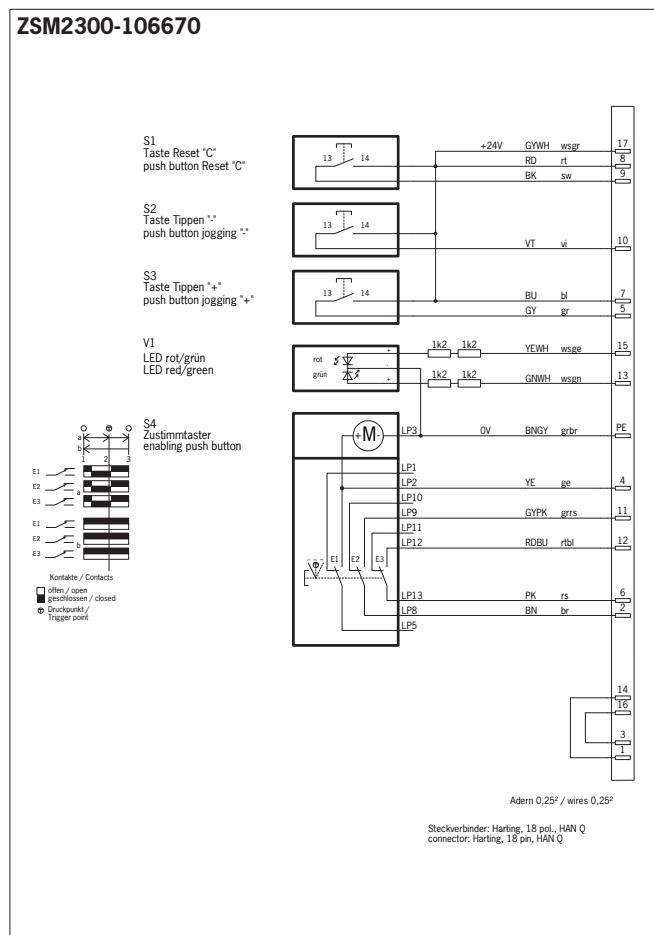 ZSM2300-106670
S1
Taste Reset "C"
push button Reset "C"
13 14
+24V GYWH wsgr 17
RD rt 8
BK sw 9
S2
Taste Tippen "-"
push button jogging "-"
13 14
VT vi 10
S3
Taste Tippen "+"
push button jogging "+"
13 14
BU bl 7
GY gr 5
V1
LED rot/grün
LED red/green
rot
grün
+
-
+
1k2 1k2 YEWH wsge 15
1k2 1k2 GNWH wsgn 13
S4
Zustimmtaster
enabling push button
+M-
LP3 0V BNGY grbr PE
LP1
LP2 YE ge 4
LP10
LP9 GYPK grrs 11
LP11
LP12 RDBU rtbl 12
E1 E2 E3
LP13 PK rs 6
LP8 BN br 2
LP5
a
b
1 2 3
E1
E2
a
E3
E1
E2
b
E3
Kontakte / Contacts
offen / open
geschlossen / closed
Druckpunkt /
Trigger point
14
16
3
1
Adern 0,25² / wires 0,25²
Steckverbinder: Harting, 18 pol., HAN Q
connector: Harting, 18 pin, HAN Q